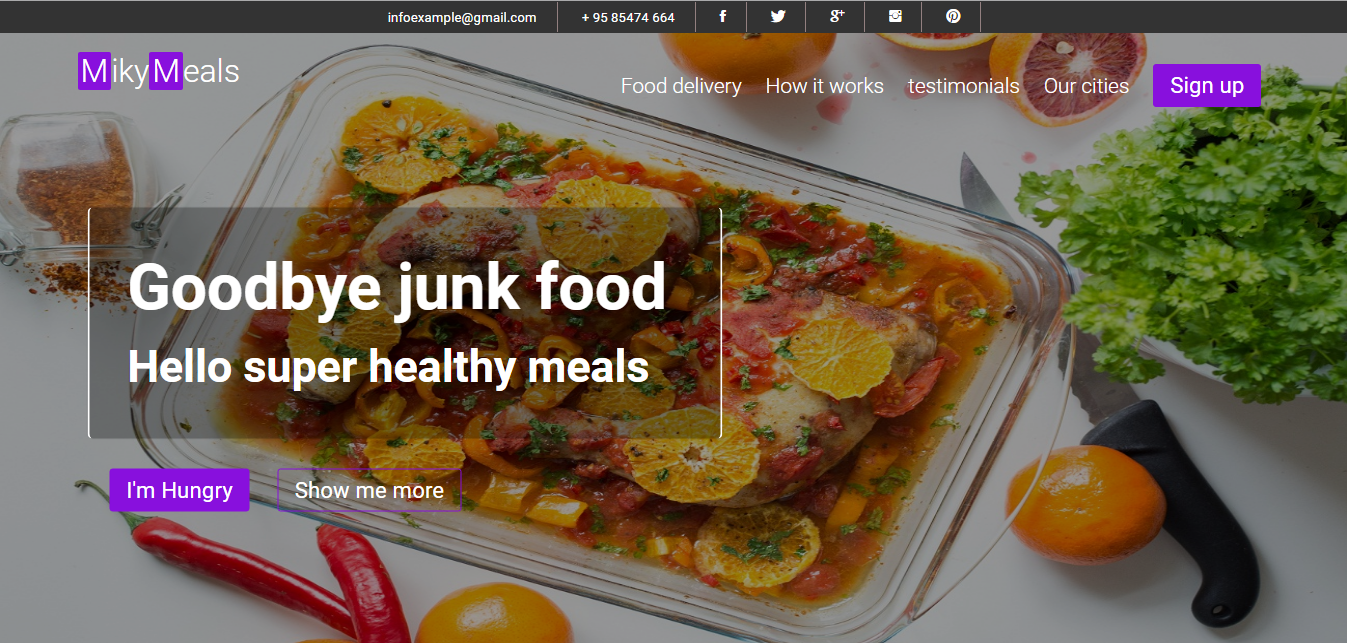 infoexample@gmail.com
+ 95 85474 664
MikyMeals
Food delivery
How it works
testimonials
Our cities
Sign up
Goodbye junk food
Hello super healthy meals
I'm Hungry
Show me more